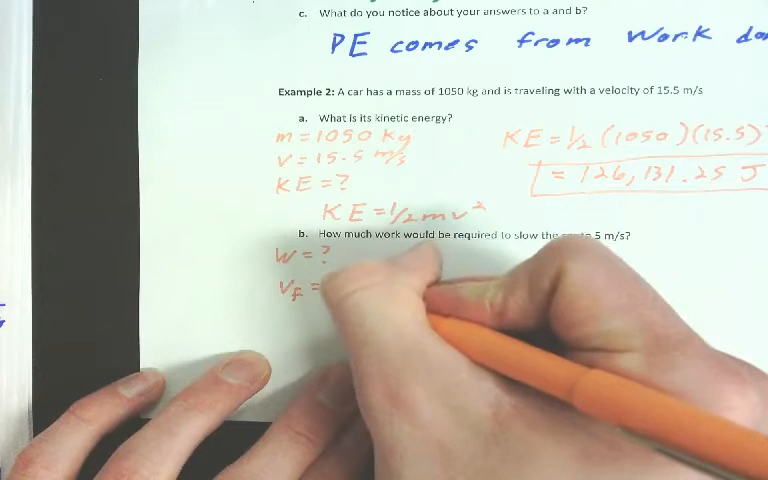 c. What do you notice about your answers to a and b?
PE comes from work
Example 2: A car has a mass of 1050 kg and is traveling with a velocity of 15.5 m/s
a. What is its kinetic energy?
m = 1050 Kg
v = 15.5 m/s
KE = ?
KE = 1/2 mv²
KE = 1/2 (1050)(15.5)
= 126,131.25 J
b. How much work would be required to slow the 5 m/s?
W = ?
Vf =